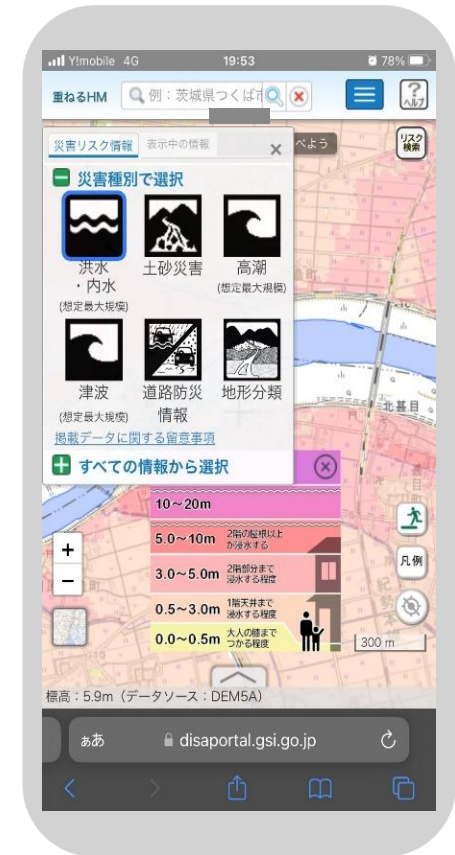 Y!mobile 4G
19:53
78%
重ねるHM
例：茨城県つくば市
ヘルプ
災害リスク情報
表示中の情報
べよう
リスク
検索
災害種別で選択
洪水
・内水
(想定最大規模)
土砂災害
高潮
(想定最大規模)
津波
(想定最大規模)
道路防災
情報
地形分類
掲載データに関する留意事項
すべての情報から選択
北基目
10～20m
5.0～10m 2階の屋根以上
が浸水する
3.0～5.0m 2階部分まで
浸水する程度
0.5～3.0m 1階天井まで
浸水する程度
0.0～0.5m 大人の膝まで
つかる程度
凡例
300 m
標高：5.9m（データソース：DEM5A）
ぁあ
disaportal.gsi.go.jp